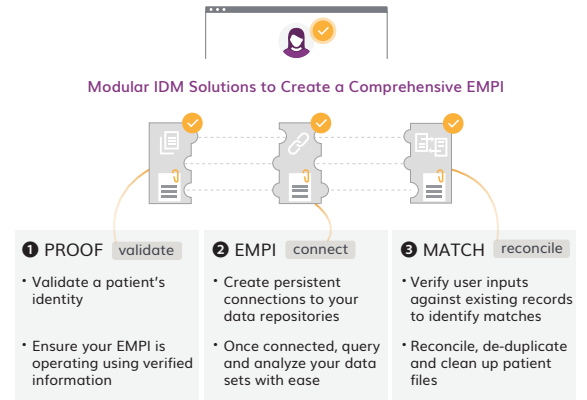 Modular IDM Solutions to Create a Comprehensive EMPI
❶ PROOF validate
• Validate a patient's
identity
• Ensure your EMPI is
operating using verified
information
❷ EMPI connect
• Create persistent
connections to your
data repositories
• Once connected, query
and analyze your data
sets with ease
❸ MATCH reconcile
• Verify user inputs
against existing records
to identify matches
• Reconcile, de-duplicate
and clean up patient
files